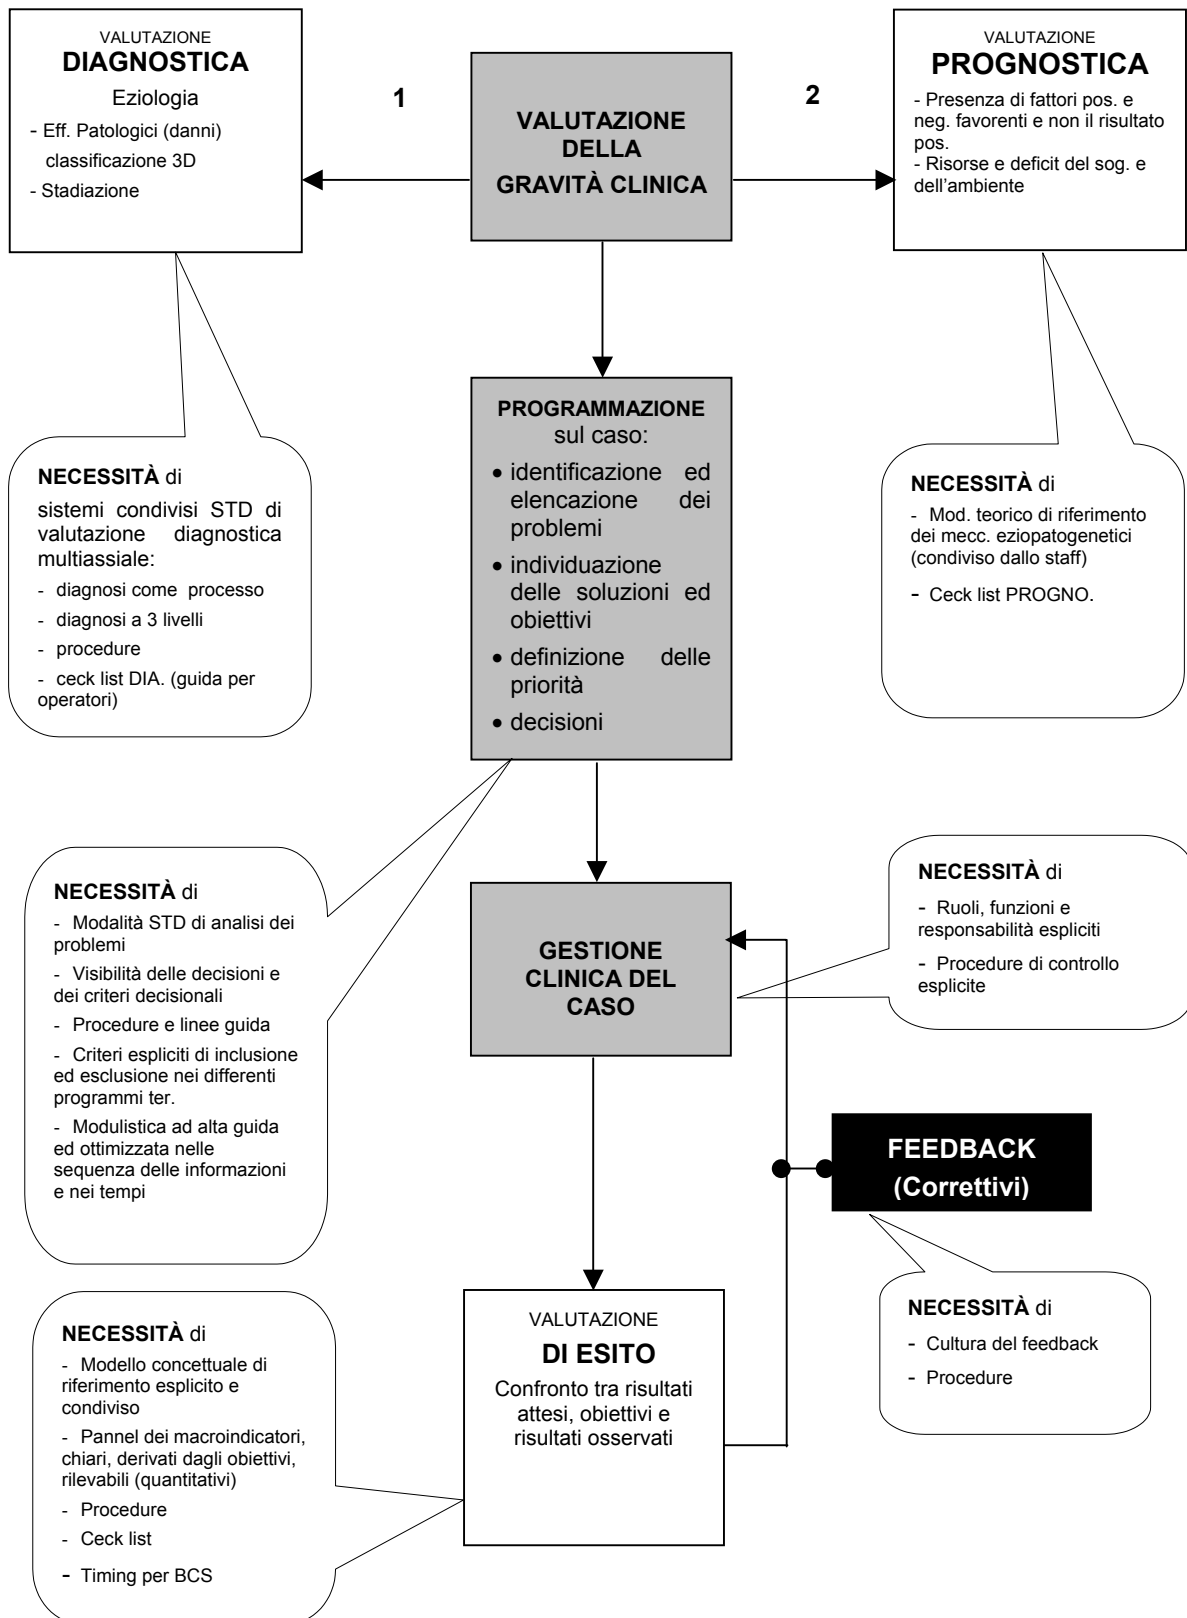 VALUTAZIONE
DIAGNOSTICA
Eziologia
- Eff. Patologici (danni)
classificazione 3D
- Stadiazione
1
VALUTAZIONE
DELLA
GRAVITÀ CLINICA
2
VALUTAZIONE
PROGNOSTICA
- Presenza di fattori pos. e
neg. favorenti e non il risultato
pos.
- Risorse e deficit del sog. e
dell'ambiente
NECESSITÀ di
sistemi condivisi STD di
valutazione diagnostica
multiassiale:
- diagnosi come processo
- diagnosi a 3 livelli
- procedure
- ceck list DIA. (guida per
operatori)
PROGRAMMAZIONE
sul caso:
• identificazione ed
elencazione dei
problemi
• individuazione
delle soluzioni ed
obiettivi
• definizione delle
priorità
• decisioni
NECESSITÀ di
- Mod. teorico di riferimento
dei mecc. eziopatogenetici
(condiviso dallo staff)
- Ceck list PROGNO.
NECESSITÀ di
- Modalità STD di analisi dei
problemi
- Visibilità delle decisioni e
dei criteri decisionali
- Procedure e linee guida
- Criteri espliciti di inclusione
ed esclusione nei differenti
programmi ter.
- Modulistica ad alta guida
ed ottimizzata nelle
sequenza delle informazioni
e nei tempi
GESTIONE
CLINICA DEL
CASO
NECESSITÀ di
- Ruoli, funzioni e
responsabilità espliciti
- Procedure di controllo
esplicite
FEEDBACK
(Correttivi)
NECESSITÀ di
- Cultura del feedback
- Procedure
VALUTAZIONE
DI ESITO
Confronto tra risultati
attesi, obiettivi e
risultati osservati
NECESSITÀ di
- Modello concettuale di
riferimento esplicito e
condiviso
- Pannel dei macroindicatori,
chiari, derivati dagli obiettivi,
rilevabili (quantitativi)
- Procedure
- Ceck list
- Timing per BCS